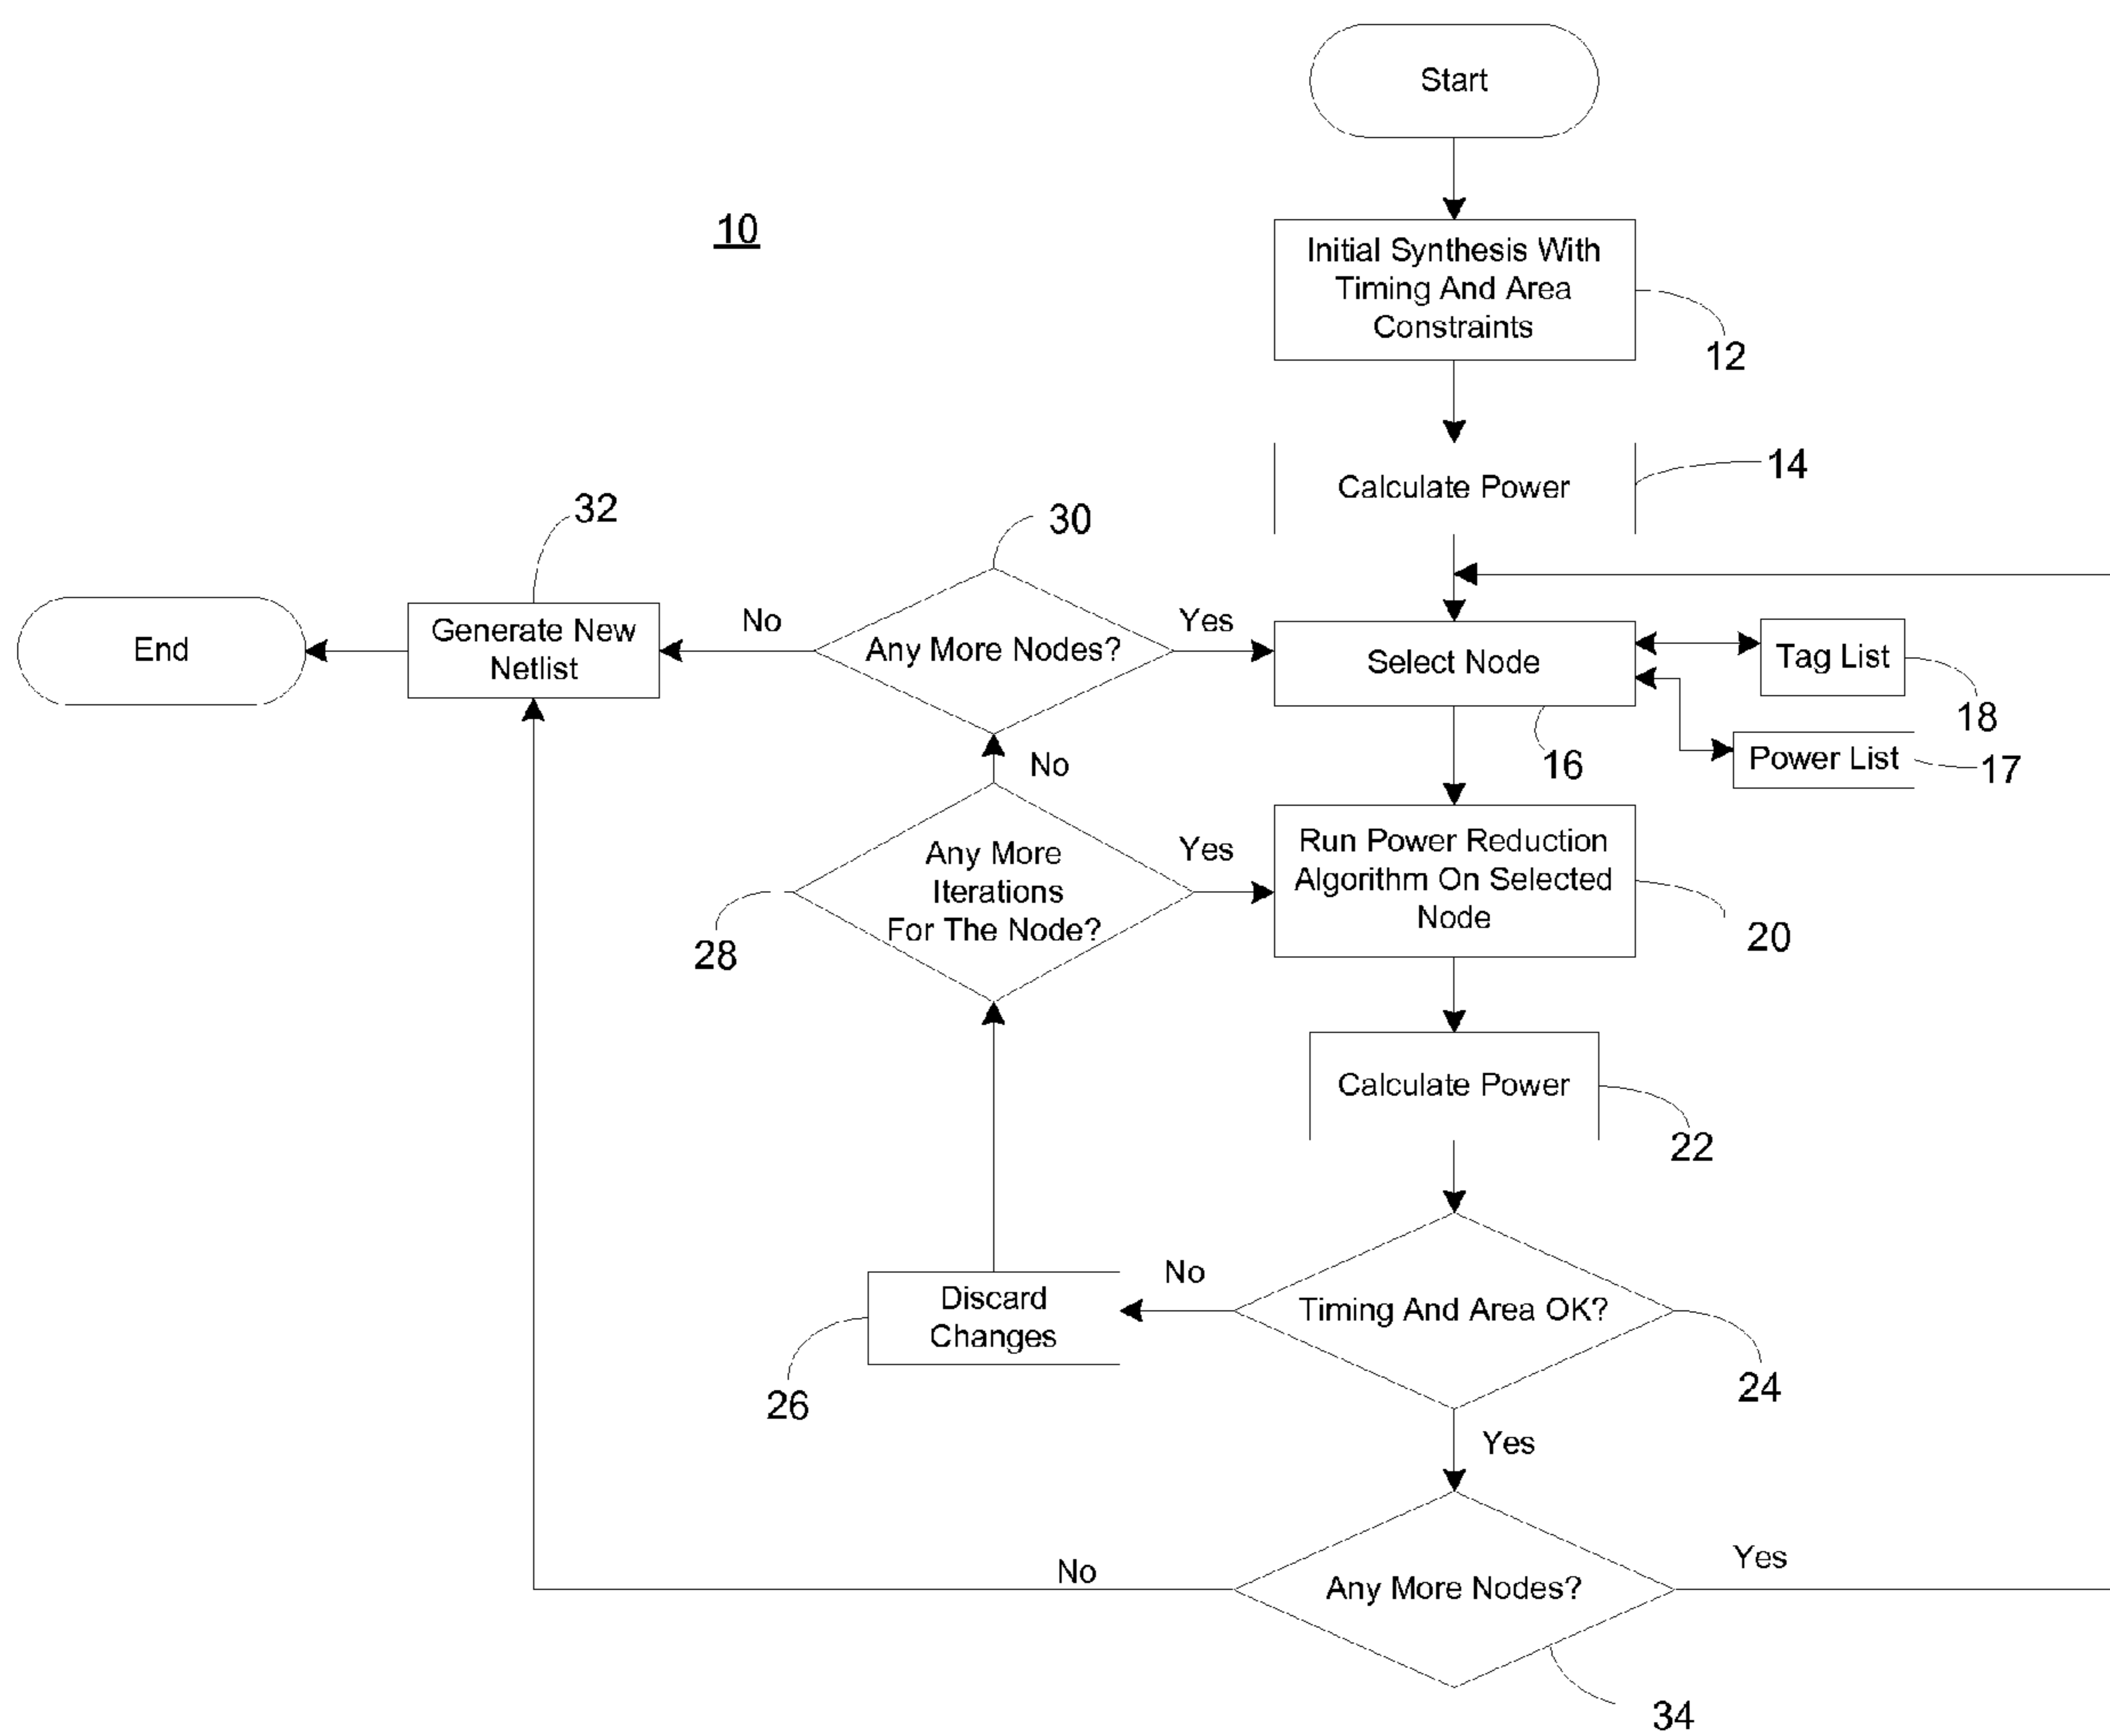 Start
10
Initial Synthesis With
Timing And Area
Constraints
12
Calculate Power
14
32
30
End
Generate New
Netlist
No
Any More Nodes?
Yes
Select Node
Tag List
18
16
Power List
17
No
Any More
Iterations
For The Node?
Yes
28
Run Power Reduction
Algorithm On Selected
Node
20
Calculate Power
22
Discard
Changes
26
No
Timing And Area OK?
24
Yes
No
Any More Nodes?
Yes
34